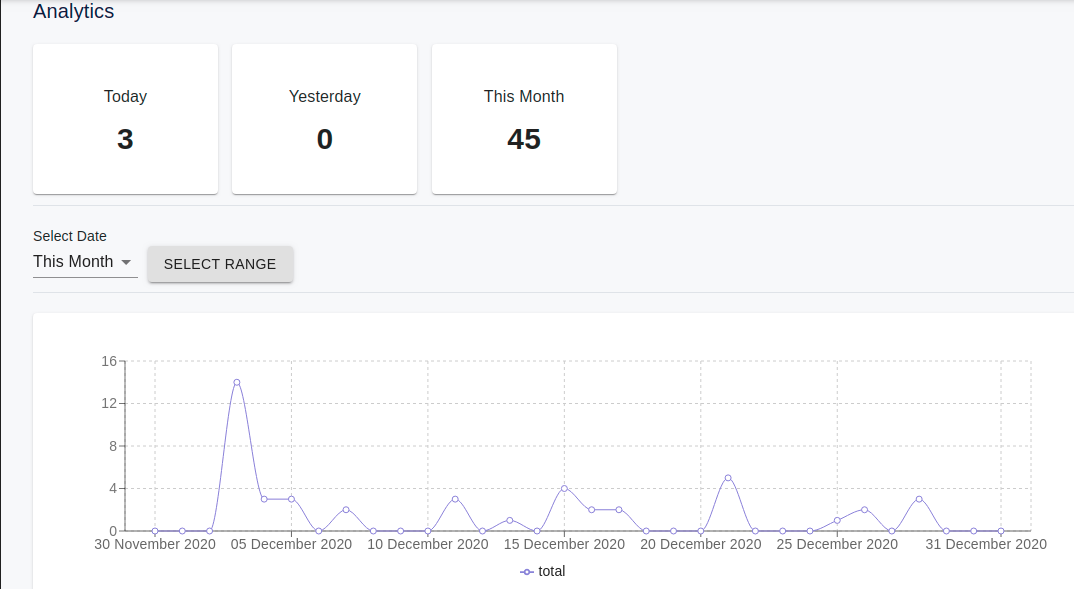 Analytics
Today
3
Yesterday
0
This Month
45
Select Date
This Month
SELECT RANGE
16
12
8
4
0
30 November 2020 05 December 2020 10 December 2020 15 December 2020 20 December 2020 25 December 2020 31 December 2020
total